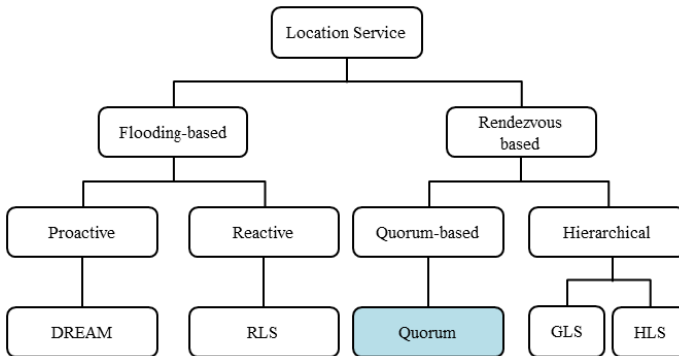 Location Service
Flooding-based
Rendezvous
based
Proactive
Reactive
Quorum-based
Hierarchical
DREAM
RLS
Quorum
GLS
HLS